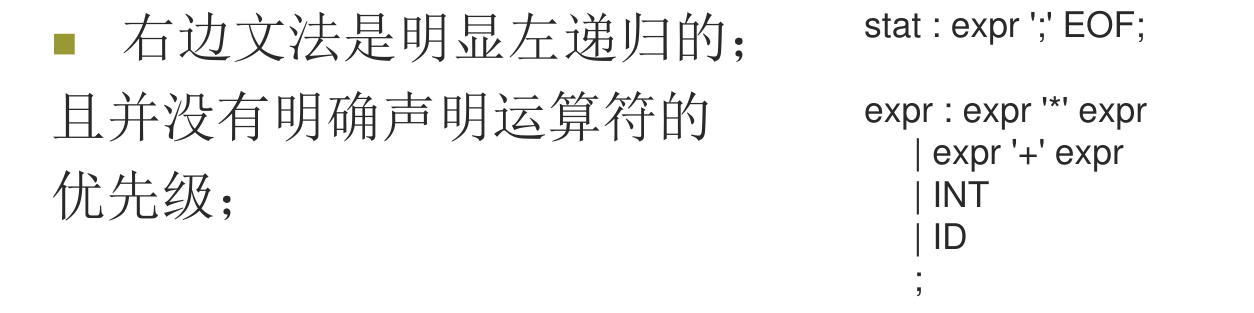 右边文法是明显左递归的；
且并没有明确声明运算符的
优先级；
stat : expr ';' EOF;
expr : expr '*' expr
| expr '+' expr
| INT
| ID
;